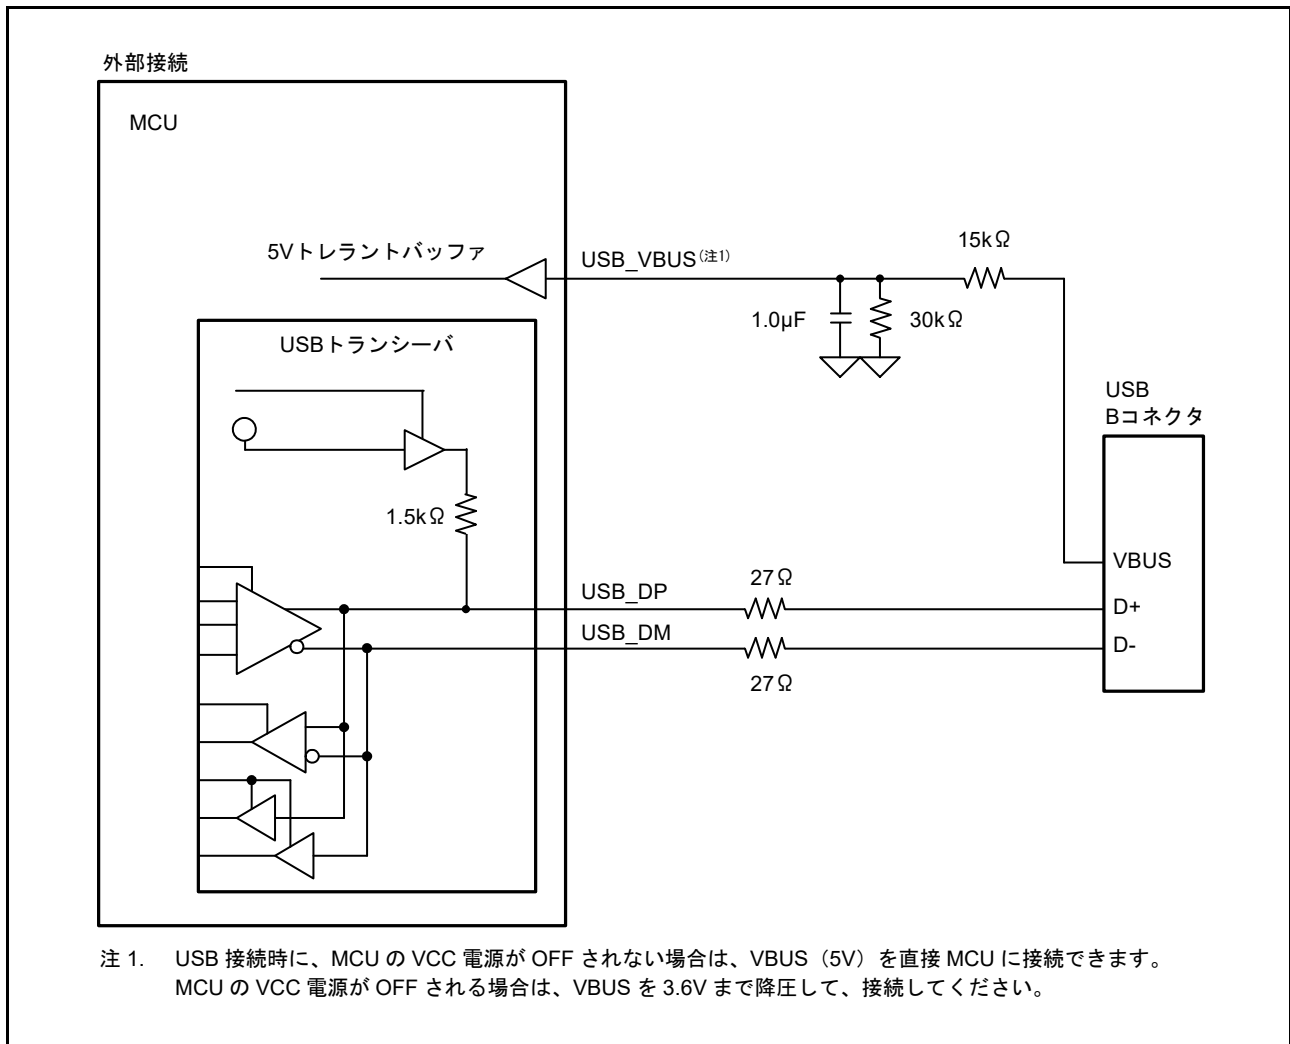 外部接続
MCU
5Vトレラントバッファ
USB_VBUS(注1)
15kΩ
1.0µF
30kΩ
USBトランシーバ
USB
Bコネクタ
1.5kΩ
VBUS
USB_DP
27Ω
D+
USB_DM
D-
27Ω
注 1. USB 接続時に、MCU の VCC 電源が OFF されない場合は、VBUS（5V）を直接 MCU に接続できます。
MCU の VCC 電源が OFF される場合は、VBUS を 3.6V まで降圧して、接続してください。